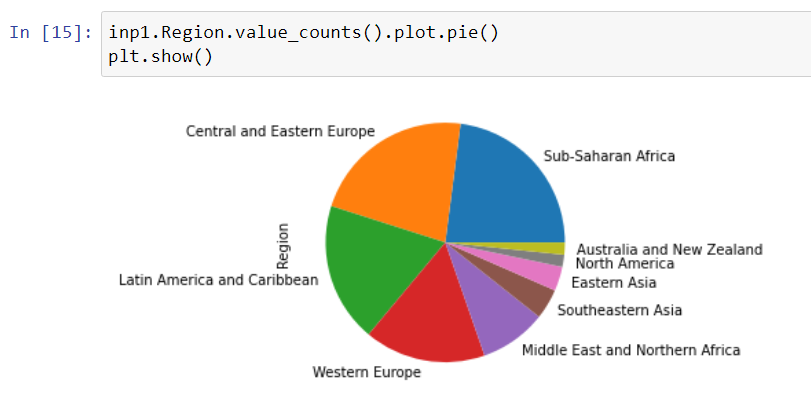 In [15]: inp1.Region.value_counts().plot.pie()
plt.show()
Central and Eastern Europe
Sub-Saharan Africa
Region
Australia and New Zealand
North America
Latin America and Caribbean
Eastern Asia
Southeastern Asia
Middle East and Northern Africa
Western Europe